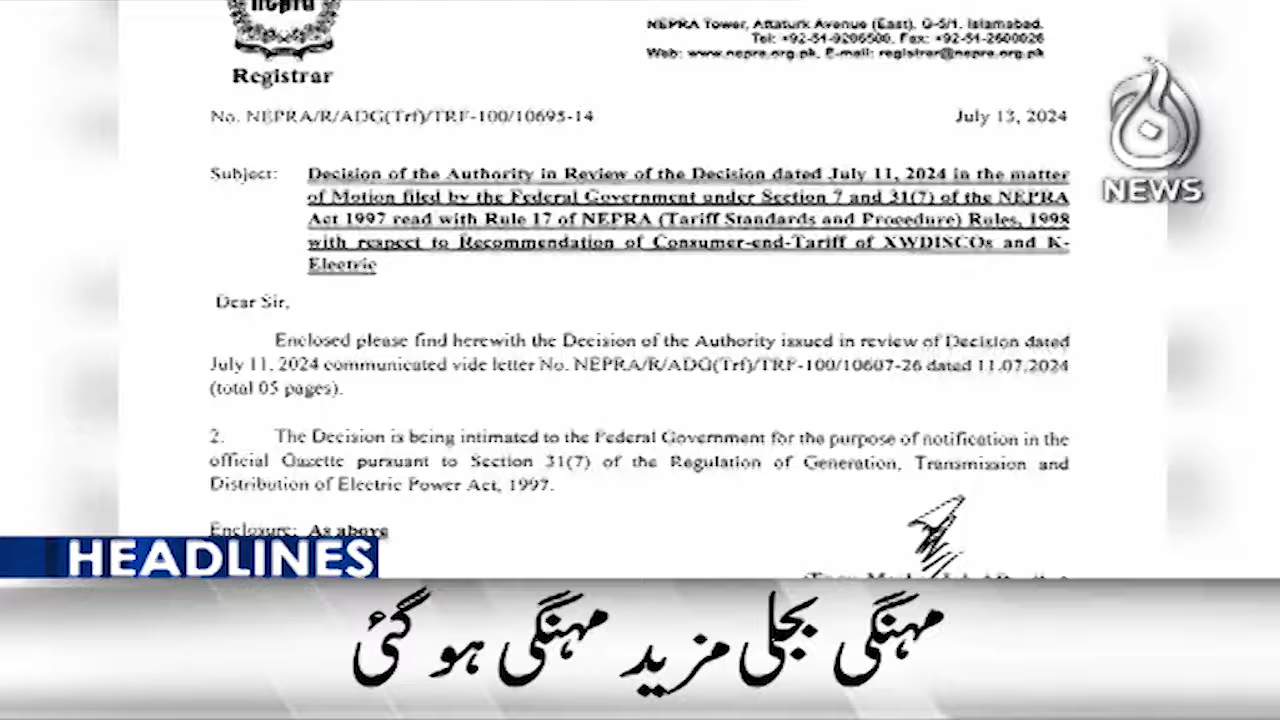 Registrar
NEPRA Tower, Attaturk Avenue (East), G-5/1, Islamabad.
Tel: +92-51-9206500, Fax: +92-51-2600026
Web: www.nepra.org.pk, E-mail: registrar@nepra.org.pk
No. NEPRA/R/ADG(Trf)/TRF-100/10695-14
July 13, 2024
Subject: Decision of the Authority in Review of the Decision dated July 11, 2024 in the matter
of Motion filed by the Federal Government under Section 7 and 31(7) of the NEPRA
Act 1997 read with Rule 17 of NEPRA (Tariff Standards and Procedure) Rules, 1998
with respect to Recommendation of Consumer-end-Tariff of XWDISCOs and K-
Electric
Dear Sir,
Enclosed please find herewith the Decision of the Authority issued in review of Decision dated
July 11, 2024 communicated vide letter No. NEPRA/R/ADG(Trf)/TRF-100/10607-26 dated 11.07.2024
(total 05 pages).
2. The Decision is being intimated to the Federal Government for the purpose of notification in the
official Gazette pursuant to Section 31(7) of the Regulation of Generation, Transmission and
Distribution of Electric Power Act, 1997.
Enclosure: As above
NEWS
HEADLINES
مہنگی بجلی مزید مہنگی ہو گئی